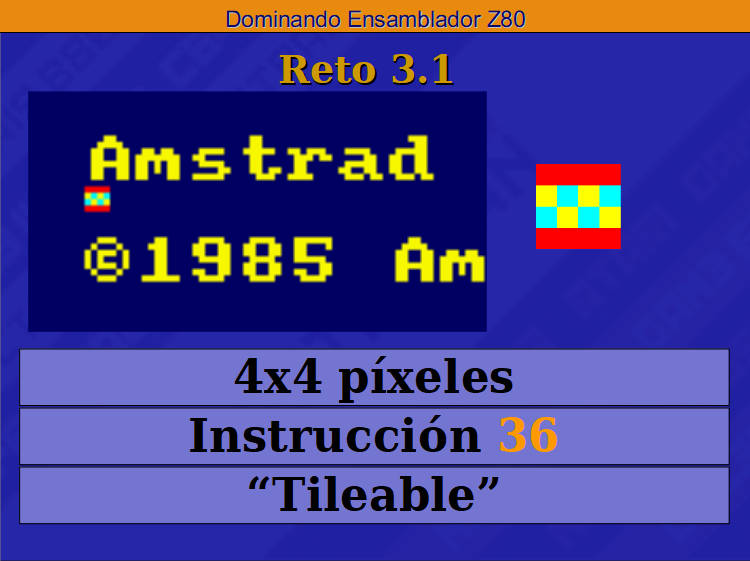 Dominando Ensamblador Z80
Reto 3.1
Amstrad
©1985 Am
4x4 píxeles
Instrucción 36
“Tileable”